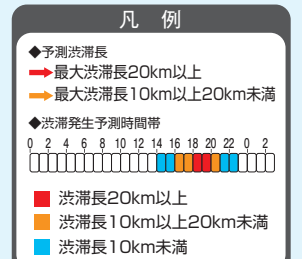 凡 例
◆予測渋滞長
最大渋滞長20km以上
最大渋滞長10km以上20km未満
◆渋滞発生予測時間帯
0 2 4 6 8 10 12 14 16 18 20 22 0 2
渋滞長20km以上
渋滞長10km以上20km未満
渋滞長10km未満